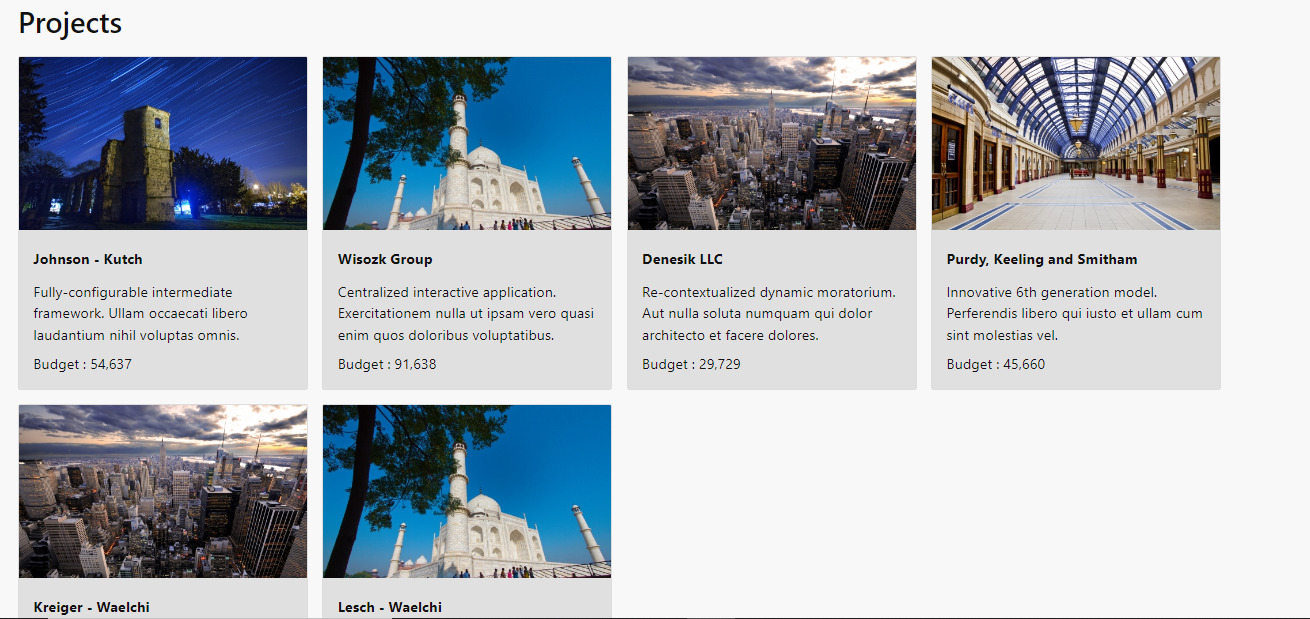 Projects
Johnson - Kutch
Fully-configurable intermediate
framework. Ullam occaecati libero
laudantium nihil voluptas omnis.
Budget : 54,637
Wisozk Group
Centralized interactive application.
Exercitationem nulla ut ipsam vero quasi
enim quos doloribus voluptatibus.
Budget : 91,638
Denesik LLC
Re-contextualized dynamic moratorium.
Aut nulla soluta numquam qui dolor
architecto et facere dolores.
Budget : 29,729
Purdy, Keeling and Smitham
Innovative 6th generation model.
Perferendis libero qui iusto et ullam cum
sint molestias vel.
Budget : 45,660
Kreiger - Waelchi
Lesch - Waelchi